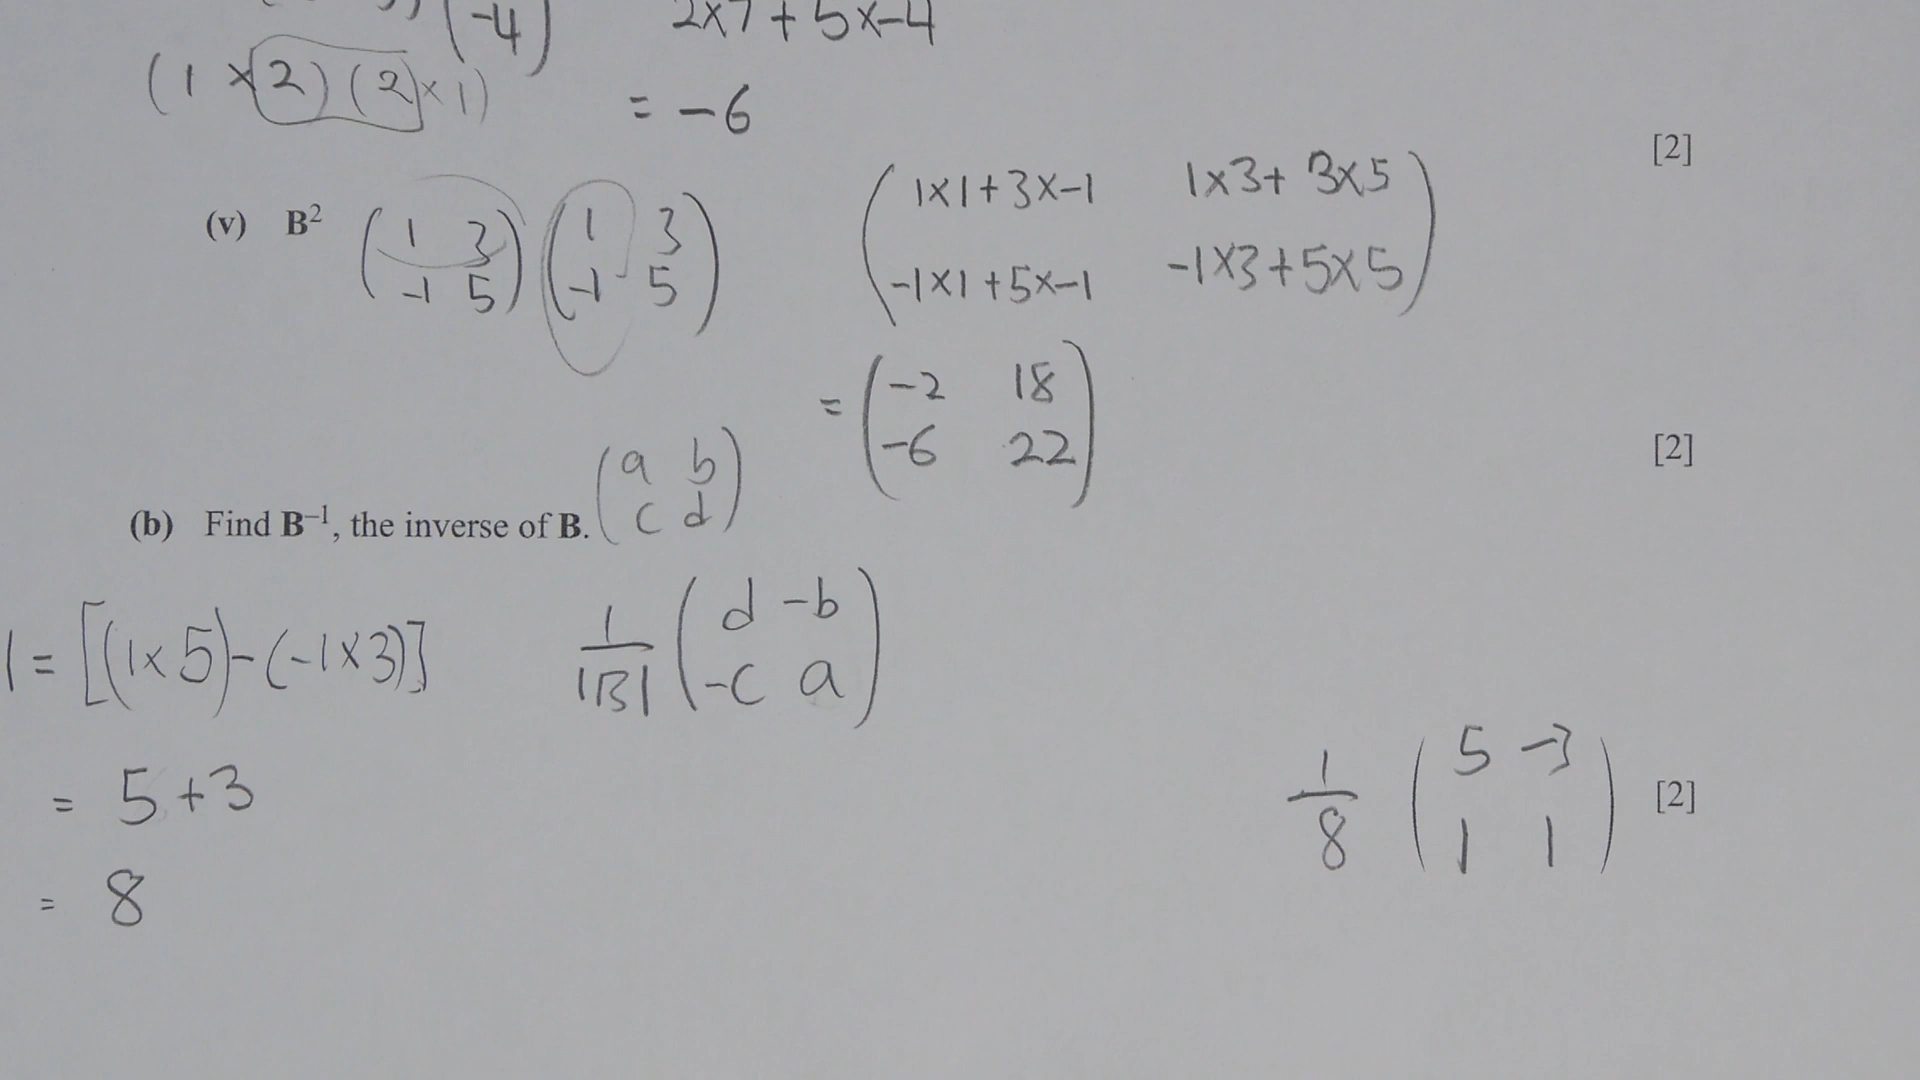 (-4) 2×7+5×-4
(1×2)(2×1) = -6
[2]
(v) B² (1 3 (1 3 (1×1+3×-1 1×3+3×5
-1 5) -1 5) -1×1+5×-1 -1×3+5×5)
= (-2 18
-6 22) [2]
(a b
c d)
(b) Find B⁻¹, the inverse of B.
| = [(1×5)-(-1×3)] 1/|B| (d -b
-c a)
= 5+3 1/8 (5 -3
1 1) [2]
= 8